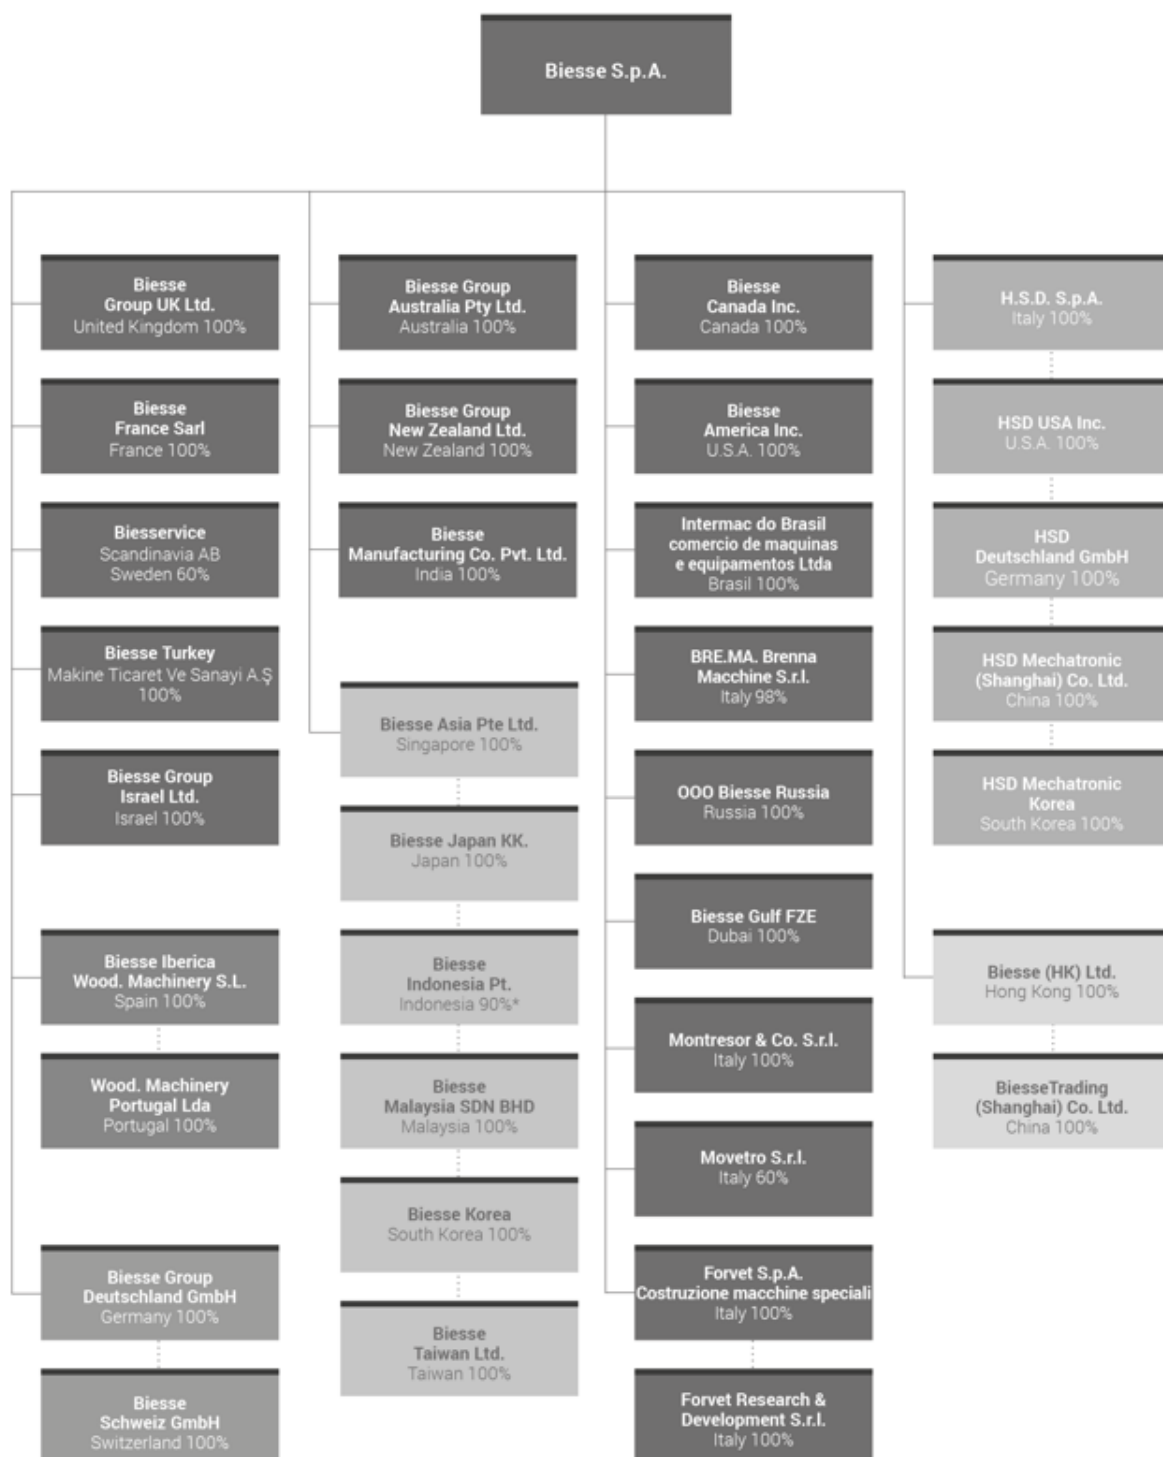 Biesse S.p.A.
Biesse
Group UK Ltd.
United Kingdom 100%
Biesse
France Sarl
France 100%
Biesservice
Scandinavia AB
Sweden 60%
Biesse Turkey
Makine Ticaret Ve Sanayi A.Ş
100%
Biesse Group
Israel Ltd.
Israel 100%
Biesse Iberica
Wood. Machinery S.L.
Spain 100%
Wood. Machinery
Portugal Lda
Portugal 100%
Biesse Group
Deutschland GmbH
Germany 100%
Biesse
Schweiz GmbH
Switzerland 100%
Biesse Group
Australia Pty Ltd.
Australia 100%
Biesse Group
New Zealand Ltd.
New Zealand 100%
Biesse
Manufacturing Co. Pvt. Ltd.
India 100%
Biesse Asia Pte Ltd.
Singapore 100%
Biesse Japan KK.
Japan 100%
Biesse
Indonesia Pt.
Indonesia 90%*
Biesse
Malaysia SDN BHD
Malaysia 100%
Biesse Korea
South Korea 100%
Biesse
Taiwan Ltd.
Taiwan 100%
Biesse
Canada Inc.
Canada 100%
Biesse
America Inc.
U.S.A. 100%
Intermac do Brasil
comercio de maquinas
e equipamentos Ltda
Brasil 100%
BRE.MA. Brenna
Macchine S.r.l.
Italy 98%
OOO Biesse Russia
Russia 100%
Biesse Gulf FZE
Dubai 100%
Montresor & Co. S.r.l.
Italy 100%
Movetro S.r.l.
Italy 60%
Forvet S.p.A.
Costruzione macchine speciali
Italy 100%
Forvet Research &
Development S.r.l.
Italy 100%
H.S.D. S.p.A.
Italy 100%
HSD USA Inc.
U.S.A. 100%
HSD
Deutschland GmbH
Germany 100%
HSD Mechatronic
(Shanghai) Co. Ltd.
China 100%
HSD Mechatronic
Korea
South Korea 100%
Biesse (HK) Ltd.
Hong Kong 100%
BiesseTrading
(Shanghai) Co. Ltd.
China 100%